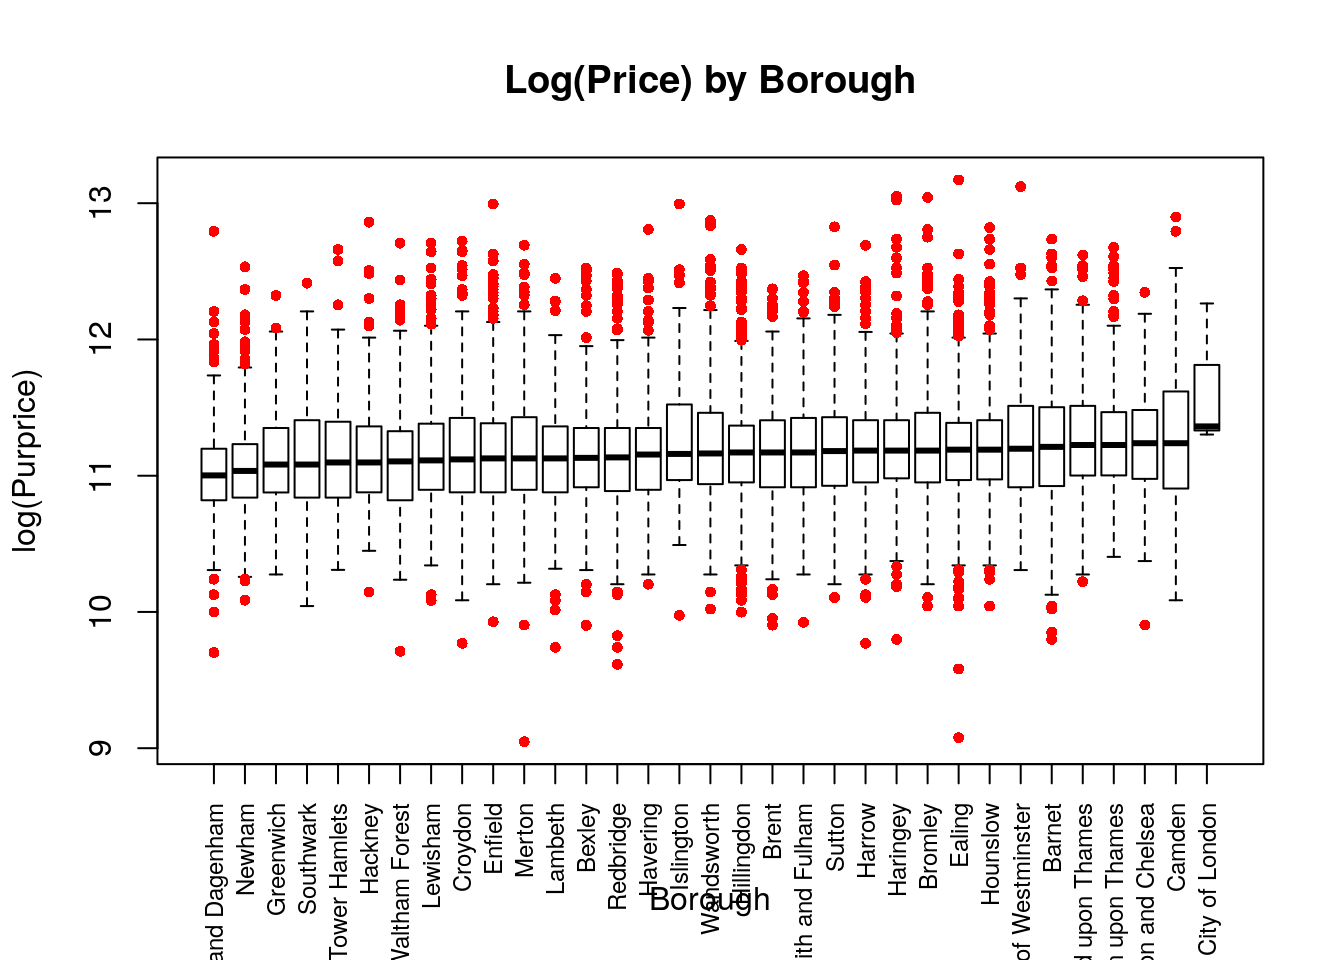 Log(Price) by Borough
log(Purprice)
13
12
11
10
9
and Dagenham
Newham
Greenwich
Southwark
Tower Hamlets
Hackney
Waltham Forest
Lewisham
Croydon
Enfield
Merton
Lambeth
Bexley
Redbridge
Havering
Islington
Wandsworth
Hillingdon
Brent
ith and Fulham
Sutton
Harrow
Haringey
Bromley
Ealing
Hounslow
of Westminster
Barnet
d upon Thames
n upon Thames
on and Chelsea
Camden
City of London
Borough